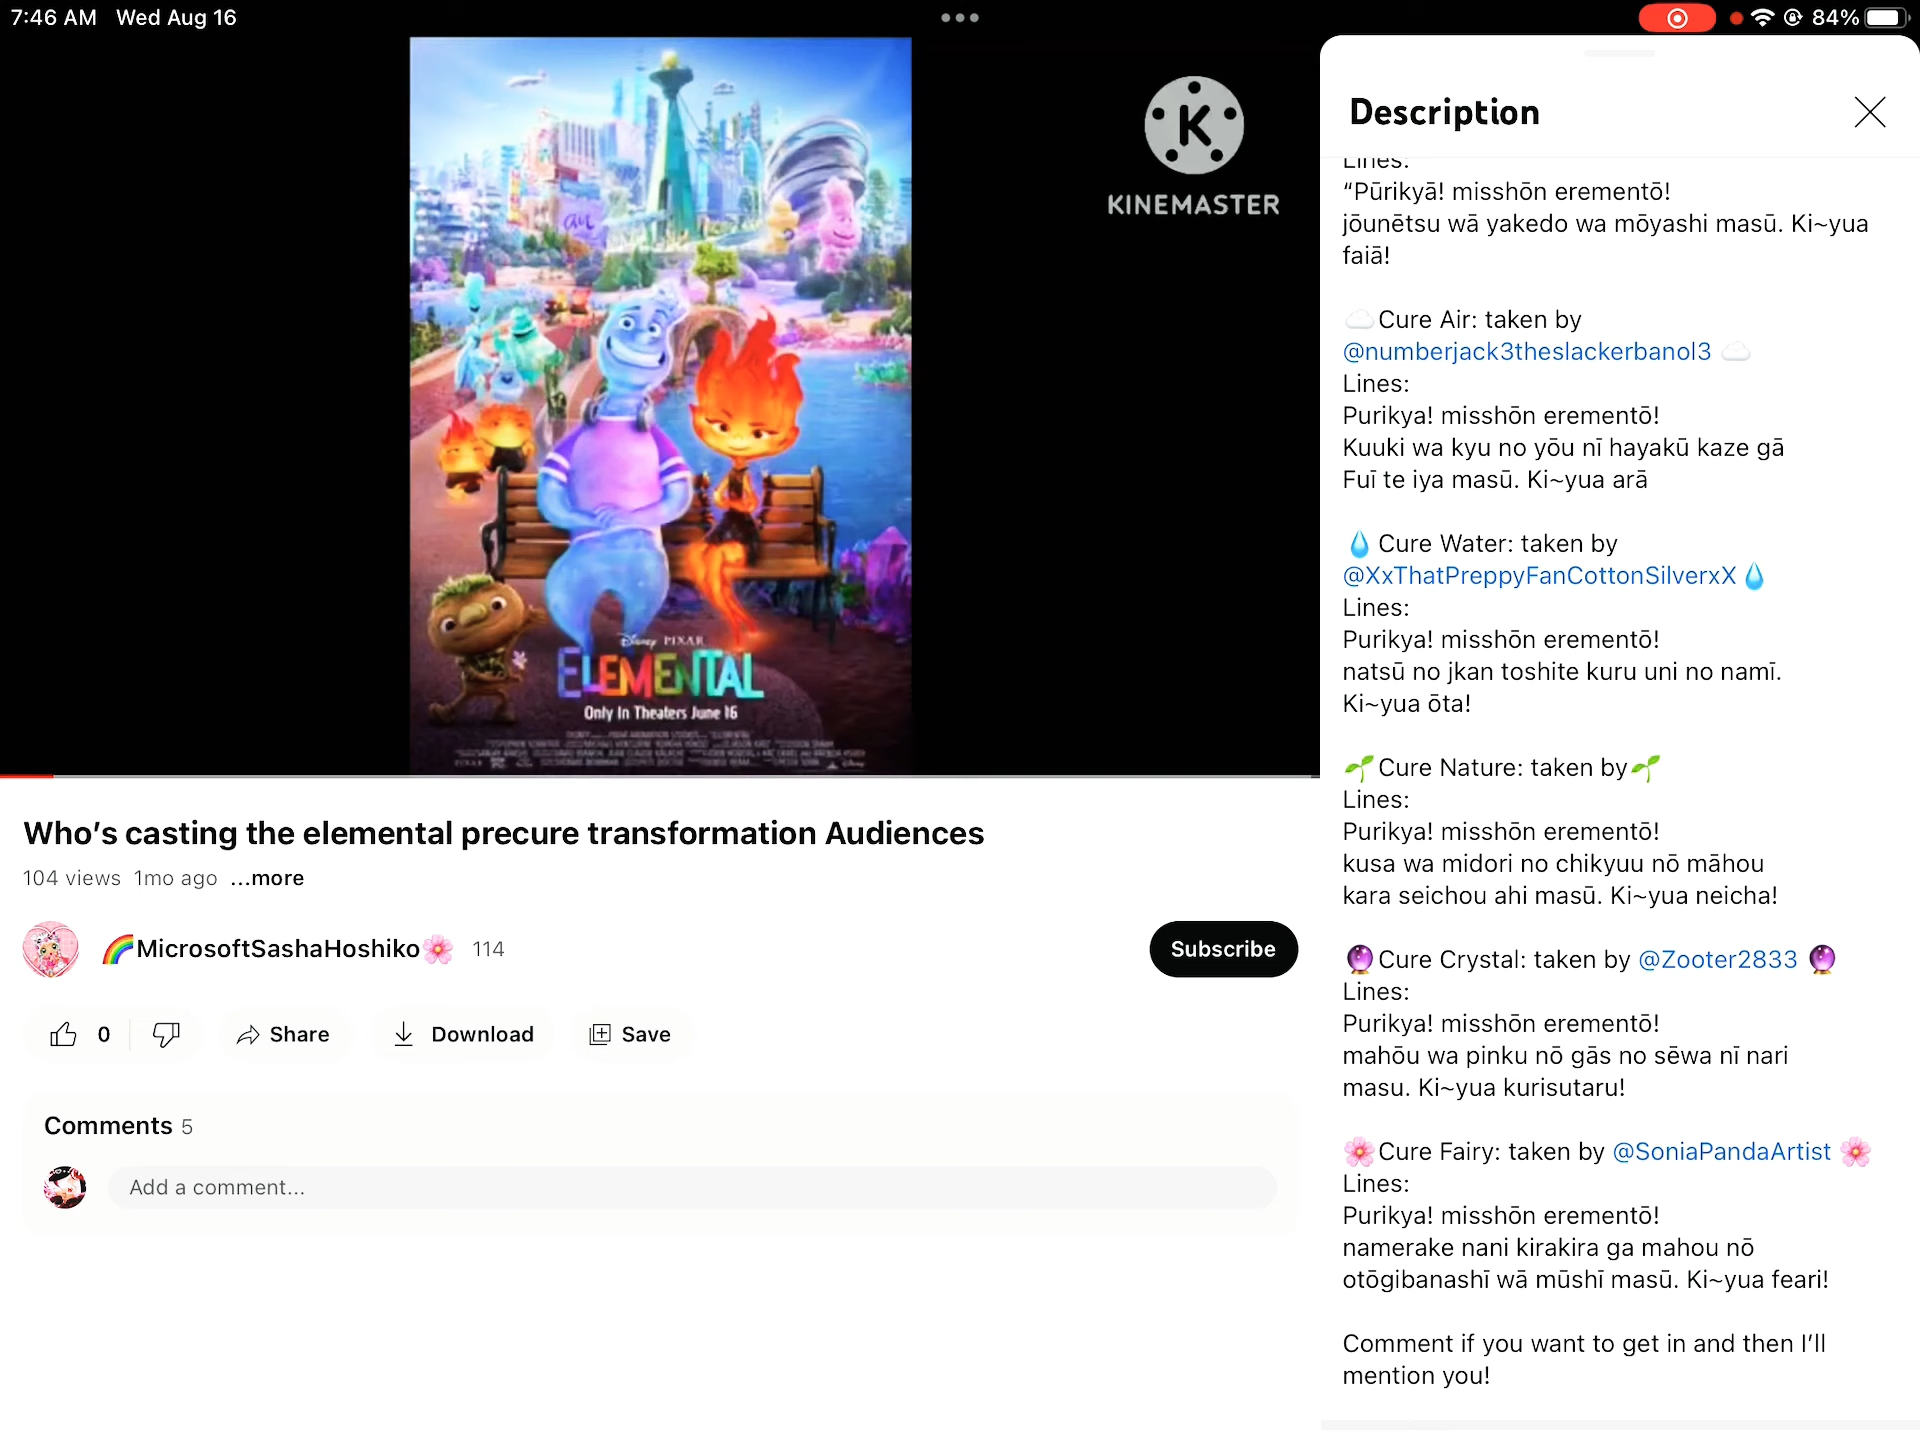 7:46 AM Wed Aug 16
84%
KINEMASTER
Disney PIXAR
ELEMENTAL
Only In Theaters June 16
Who's casting the elemental precure transformation Audiences
104 views 1mo ago ...more
🌈MicrosoftSashaHoshiko🌸 114
Subscribe
0
Share
Download
Save
Comments 5
Add a comment...
Description
Lines:
“Pūrikyā! misshōn erementō!
jōunētsu wā yakedo wa mōyashi masū. Ki~yua
faiā!
☁️Cure Air: taken by
@numberjack3theslackerbanol3 ☁️
Lines:
Purikya! misshōn erementō!
Kuuki wa kyu no yōu nī hayakū kaze gā
Fuī te iya masū. Ki~yua arā
💧Cure Water: taken by
@XxThatPreppyFanCottonSilverxX💧
Lines:
Purikya! misshōn erementō!
natsū no jkan toshite kuru uni no namī.
Ki~yua ōta!
🌱Cure Nature: taken by🌱
Lines:
Purikya! misshōn erementō!
kusa wa midori no chikyuu nō māhou
kara seichou ahi masū. Ki~yua neicha!
🔮Cure Crystal: taken by @Zooter2833 🔮
Lines:
Purikya! misshōn erementō!
mahōu wa pinku nō gās no sēwa nī nari
masu. Ki~yua kurisutaru!
🌸Cure Fairy: taken by @SoniaPandaArtist 🌸
Lines:
Purikya! misshōn erementō!
namerake nani kirakira ga mahou nō
otōgibanashī wā mūshī masū. Ki~yua feari!
Comment if you want to get in and then I’ll
mention you!